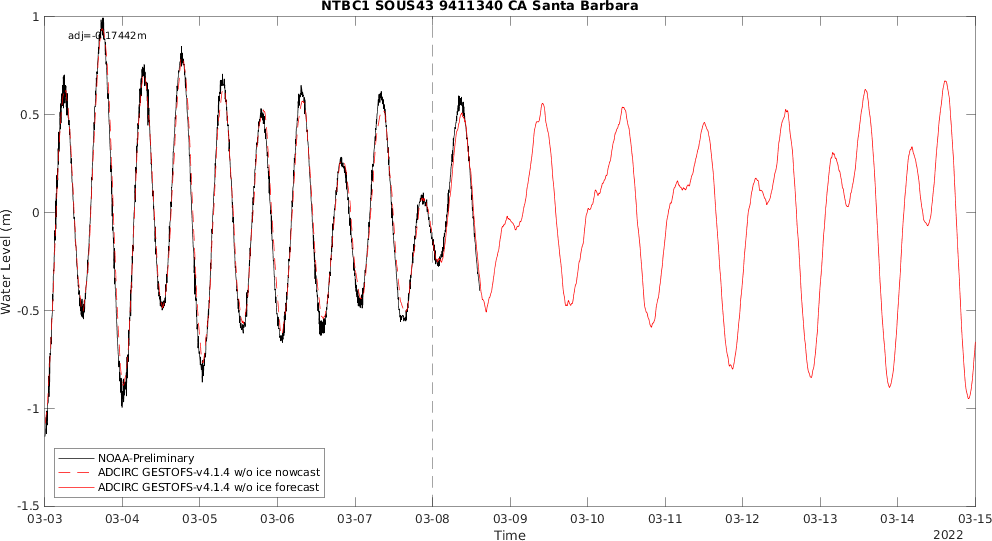 NTBC1 SOUS43 9411340 CA Santa Barbara
adj=-0.17442m
1
0.5
0
-0.5
-1
-1.5
Water Level (m)
NOAA-Preliminary
ADCIRC GESTOFS-v4.1.4 w/o ice nowcast
ADCIRC GESTOFS-v4.1.4 w/o ice forecast
03-03 03-04 03-05 03-06 03-07 03-08 03-09 03-10 03-11 03-12 03-13 03-14 03-15
Time
2022